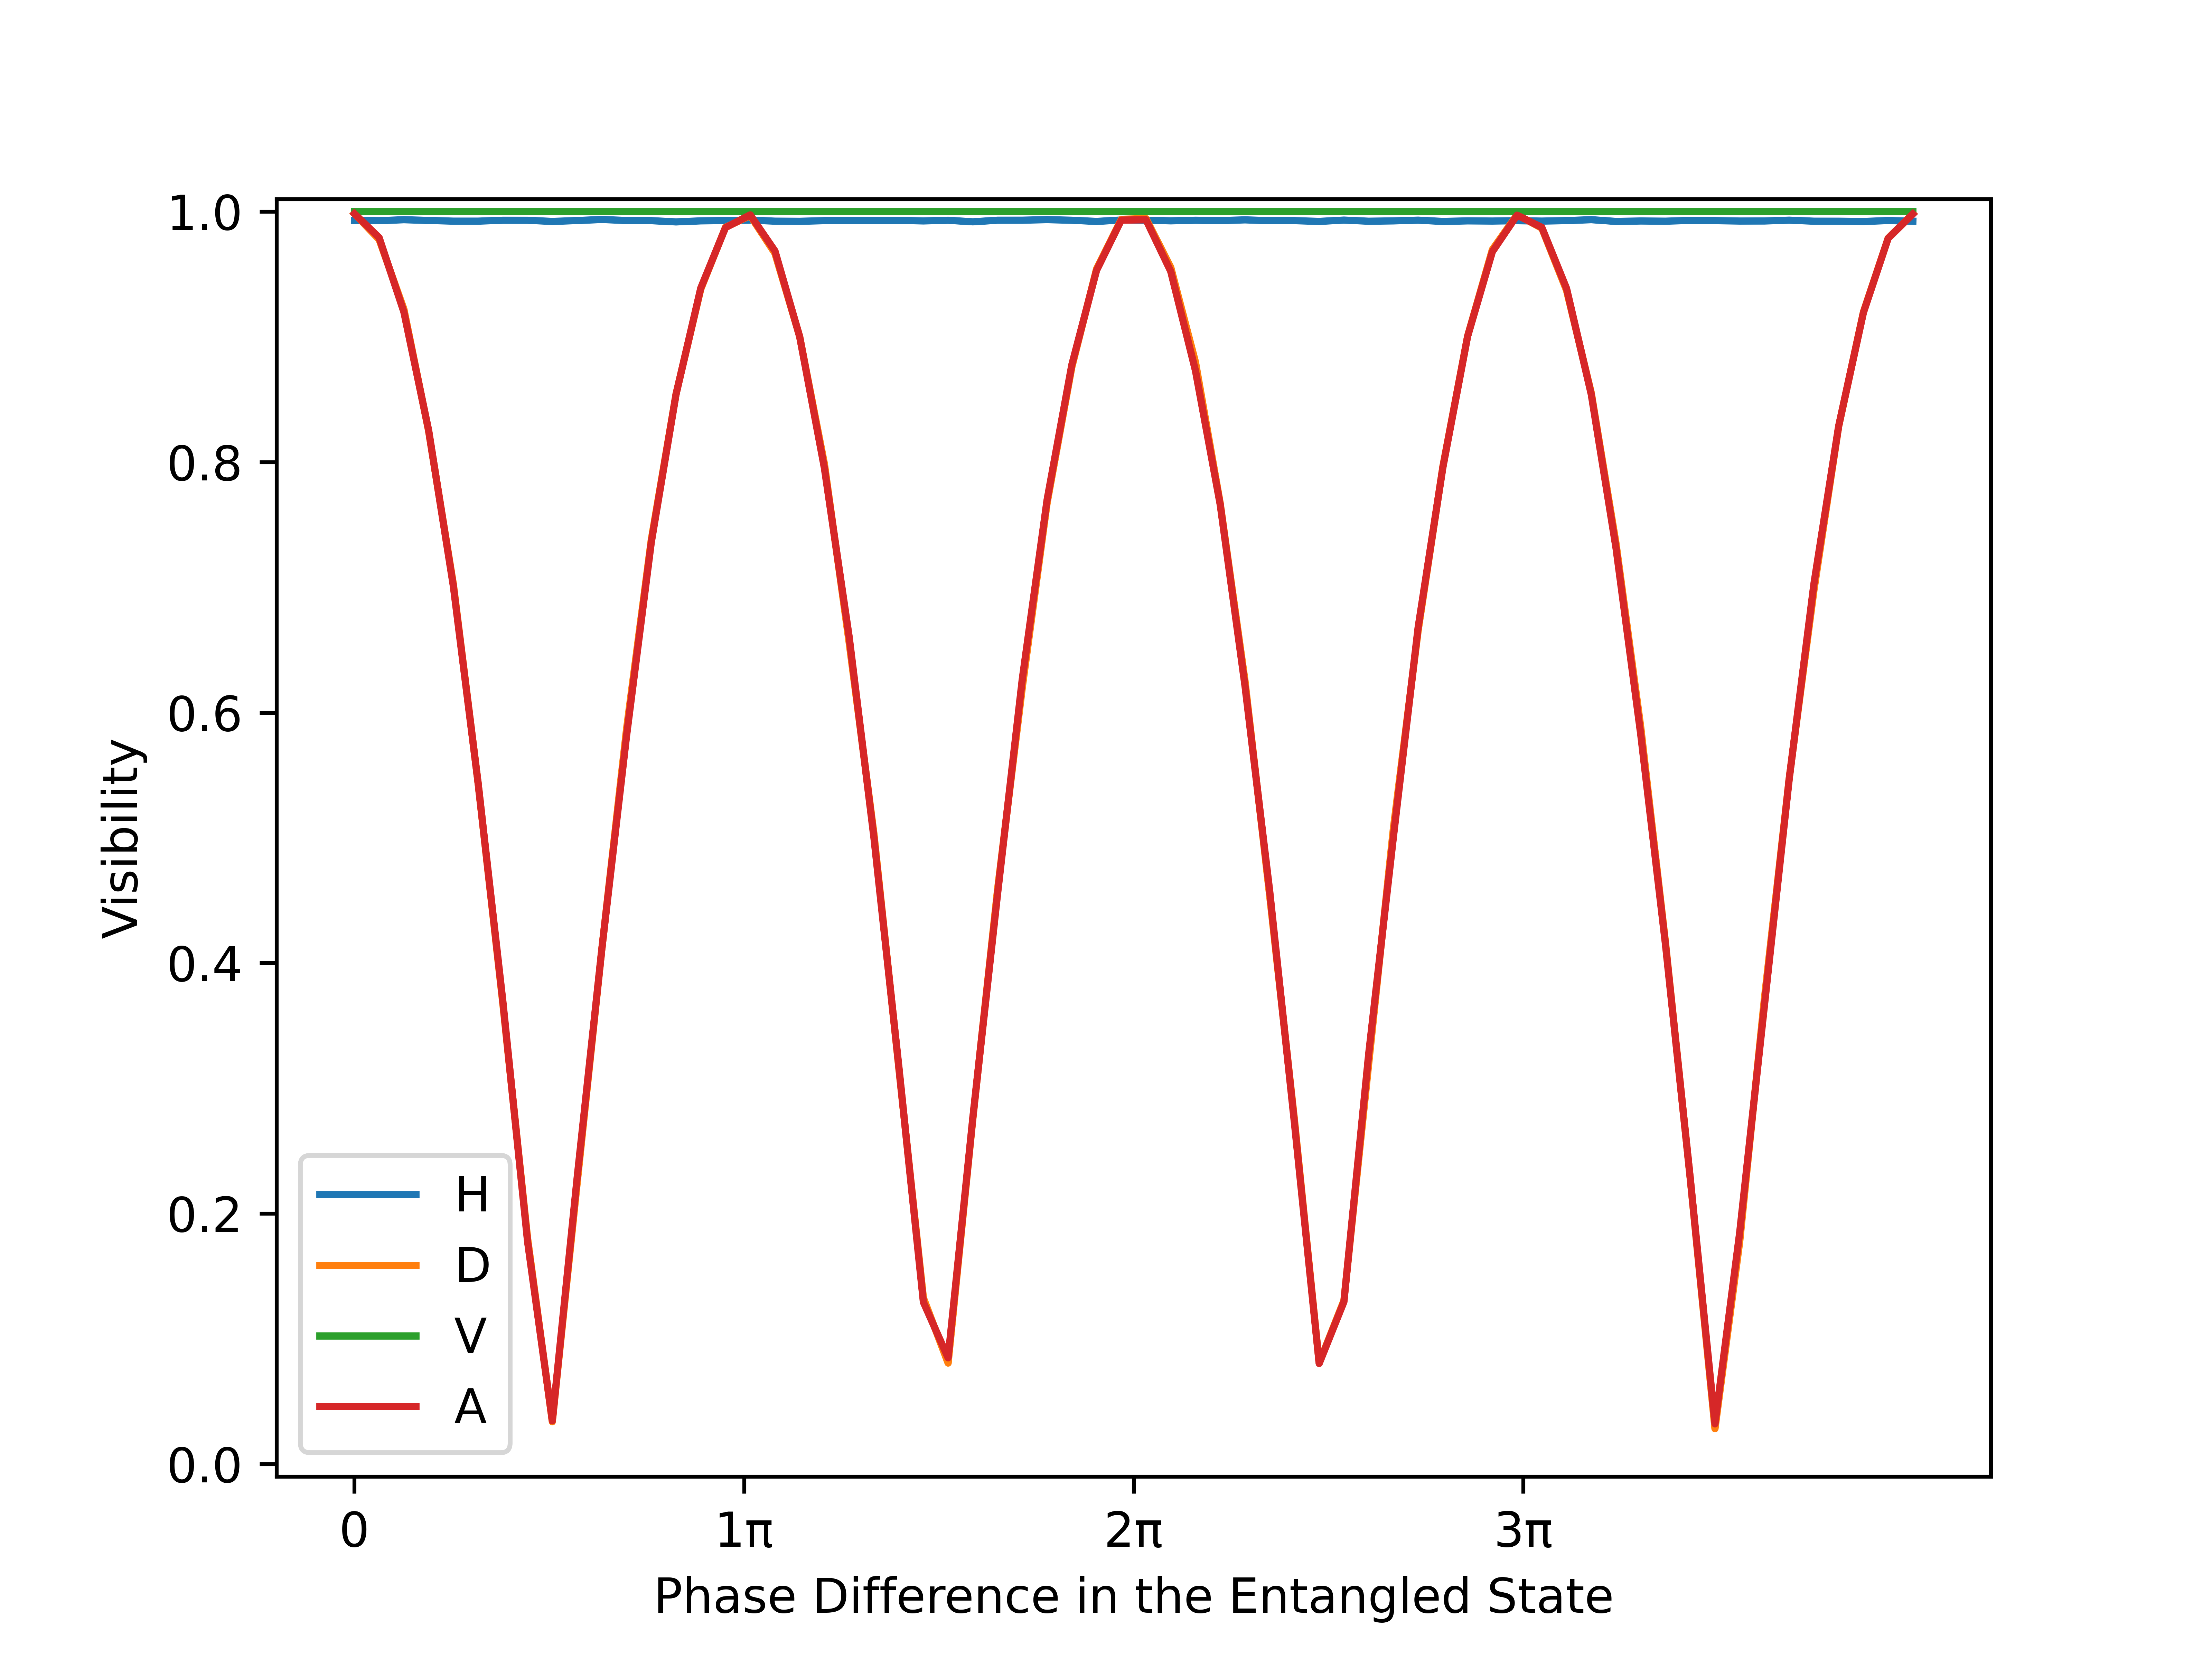 1.0
0.8
0.6
0.4
0.2
0.0
Visibility
H
D
V
A
0 1π 2π 3π
Phase Difference in the Entangled State